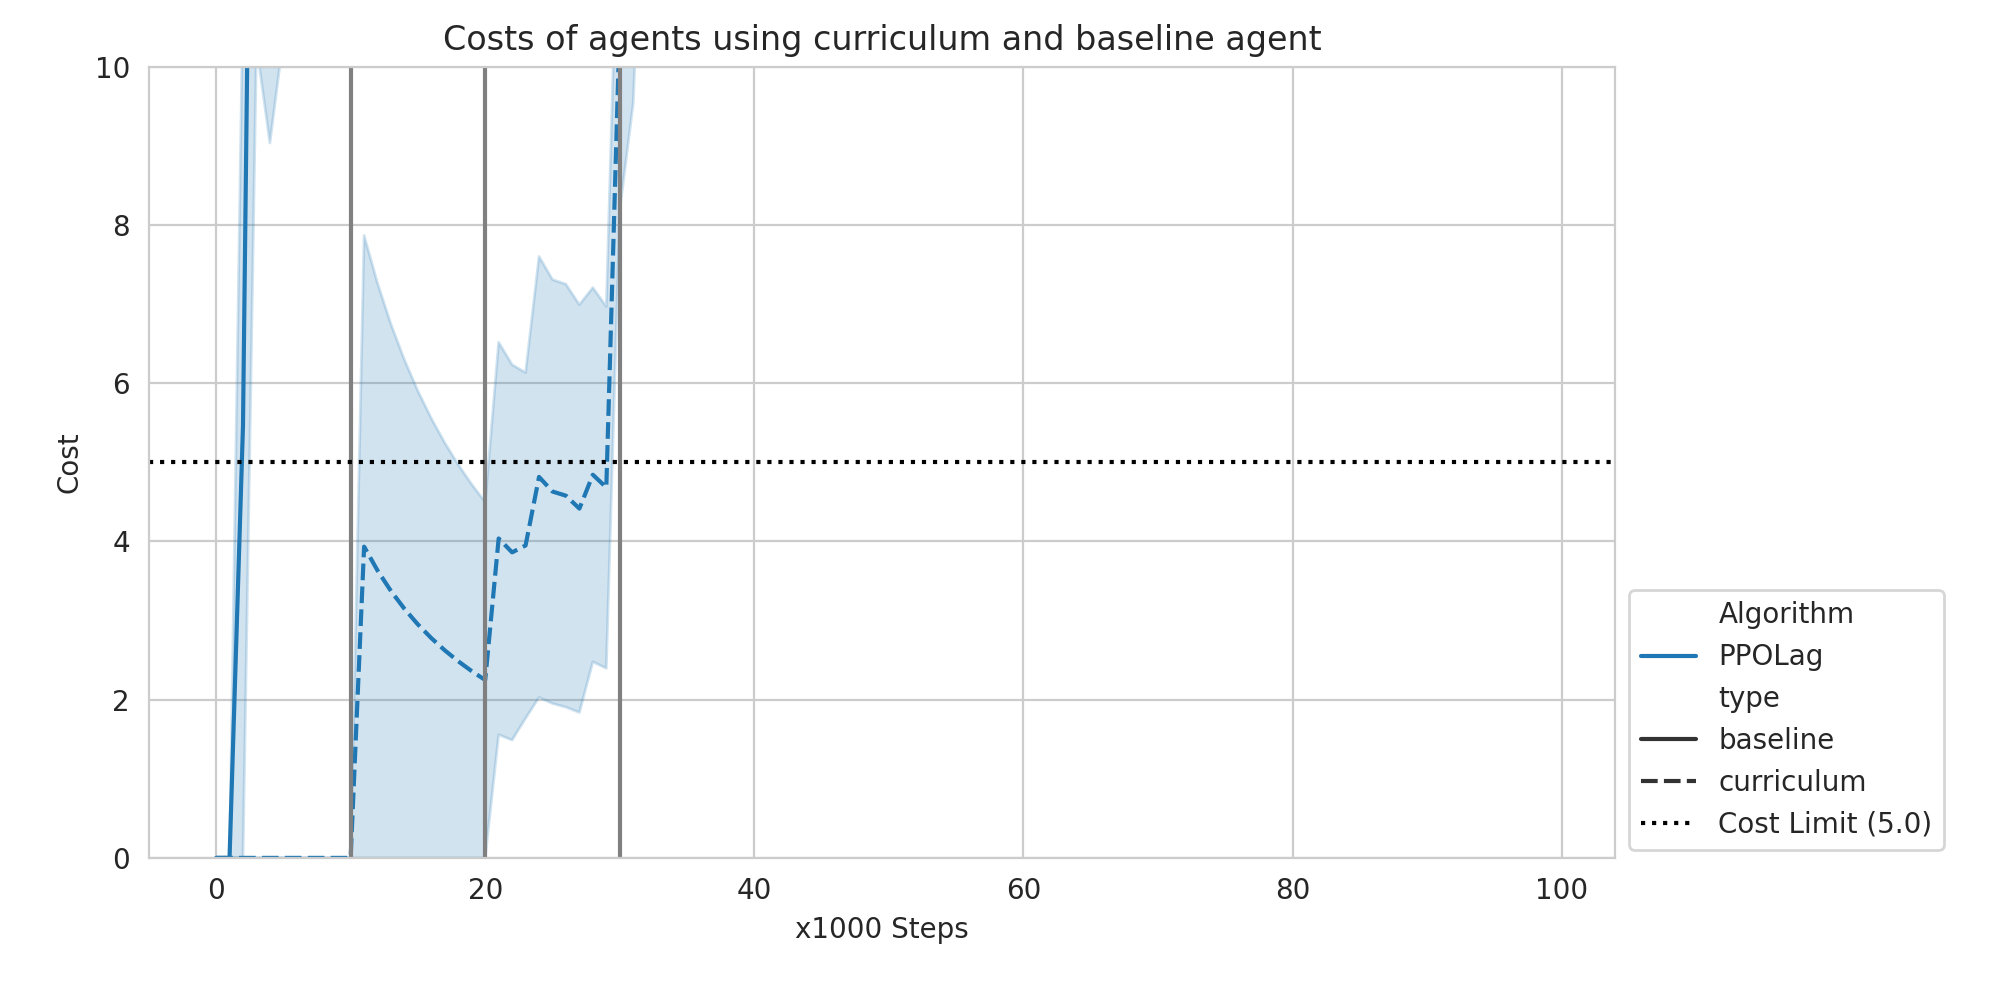 Costs of agents using curriculum and baseline agent
10
8
6
4
2
0
Cost
0 20 40 60 80 100
x1000 Steps
Algorithm
PPOLag
type
baseline
curriculum
Cost Limit (5.0)